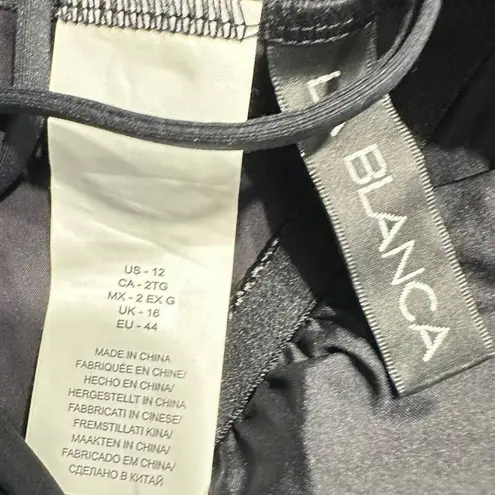 US - 12
CA - 2TG
MX - 2 EX G
UK - 16
EU - 44
MADE IN CHINA
FABRIQUÉE EN CHINE/
HECHO EN CHINA/
HERGESTELLT IN CHINA
FABBRICATI IN CINESE/
FREMSTILLATI KINA/
MAAKTEN IN CHINA/
FABRICADO EM CHINA/
СДЕЛАНО В КИТАЙ
BLANCA